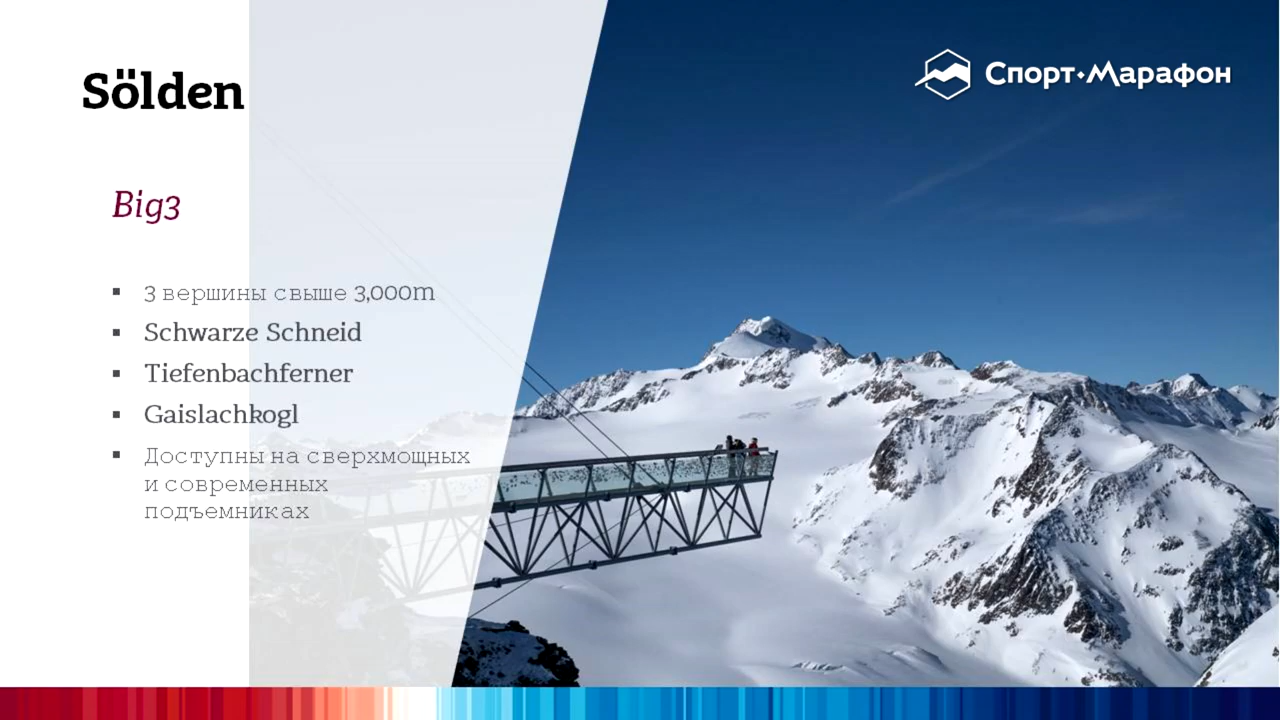 Sölden
Спорт·Марафон
Big3
3 вершины свыше 3,000m
Schwarze Schneid
Tiefenbachferner
Gaislachkogl
Доступны на сверхмощных
и современных
подъемниках